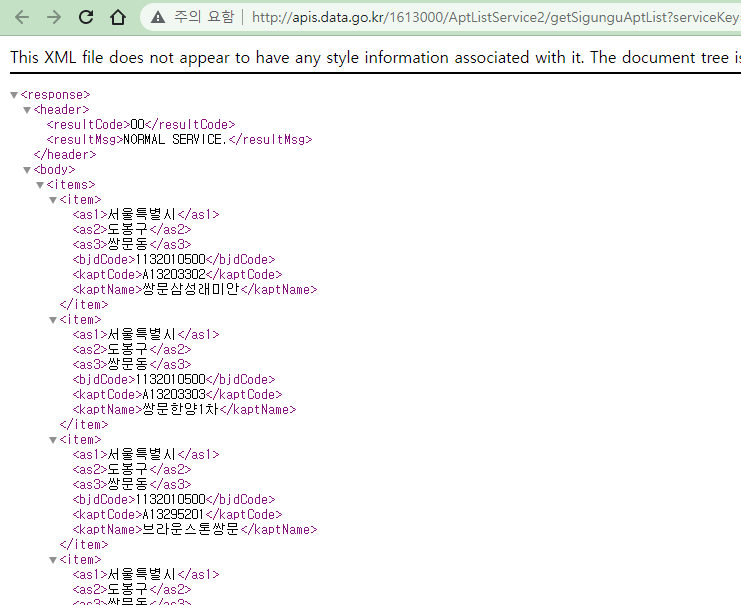 주의 요함 http://apis.data.go.kr/1613000/AptListService2/getSigunguAptList?serviceKey
This XML file does not appear to have any style information associated with it. The document tree is
<response>
<header>
<resultCode>00</resultCode>
<resultMsg>NORMAL SERVICE.</resultMsg>
</header>
<body>
<items>
<item>
<as1>서울특별시</as1>
<as2>도봉구</as2>
<as3>쌍문동</as3>
<bjdCode>1132010500</bjdCode>
<kaptCode>A13203302</kaptCode>
<kaptName>쌍문삼성래미안</kaptName>
</item>
<item>
<as1>서울특별시</as1>
<as2>도봉구</as2>
<as3>쌍문동</as3>
<bjdCode>1132010500</bjdCode>
<kaptCode>A13203303</kaptCode>
<kaptName>쌍문한양1차</kaptName>
</item>
<item>
<as1>서울특별시</as1>
<as2>도봉구</as2>
<as3>쌍문동</as3>
<bjdCode>1132010500</bjdCode>
<kaptCode>A13295201</kaptCode>
<kaptName>브라운스톤쌍문</kaptName>
</item>
<item>
<as1>서울특별시</as1>
<as2>도봉구</as2>
<as3>쌍문동</as3>